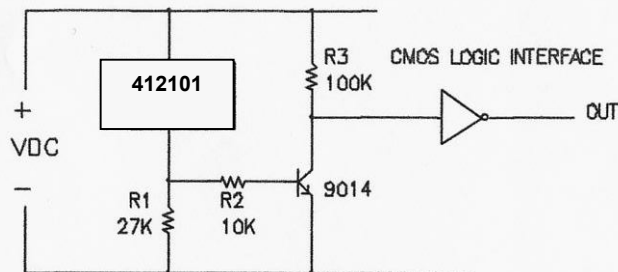 412101
R3
100K
CMOS LOGIC INTERFACE
+
VDC
−
OUT
R1
27K
R2
10K
9014